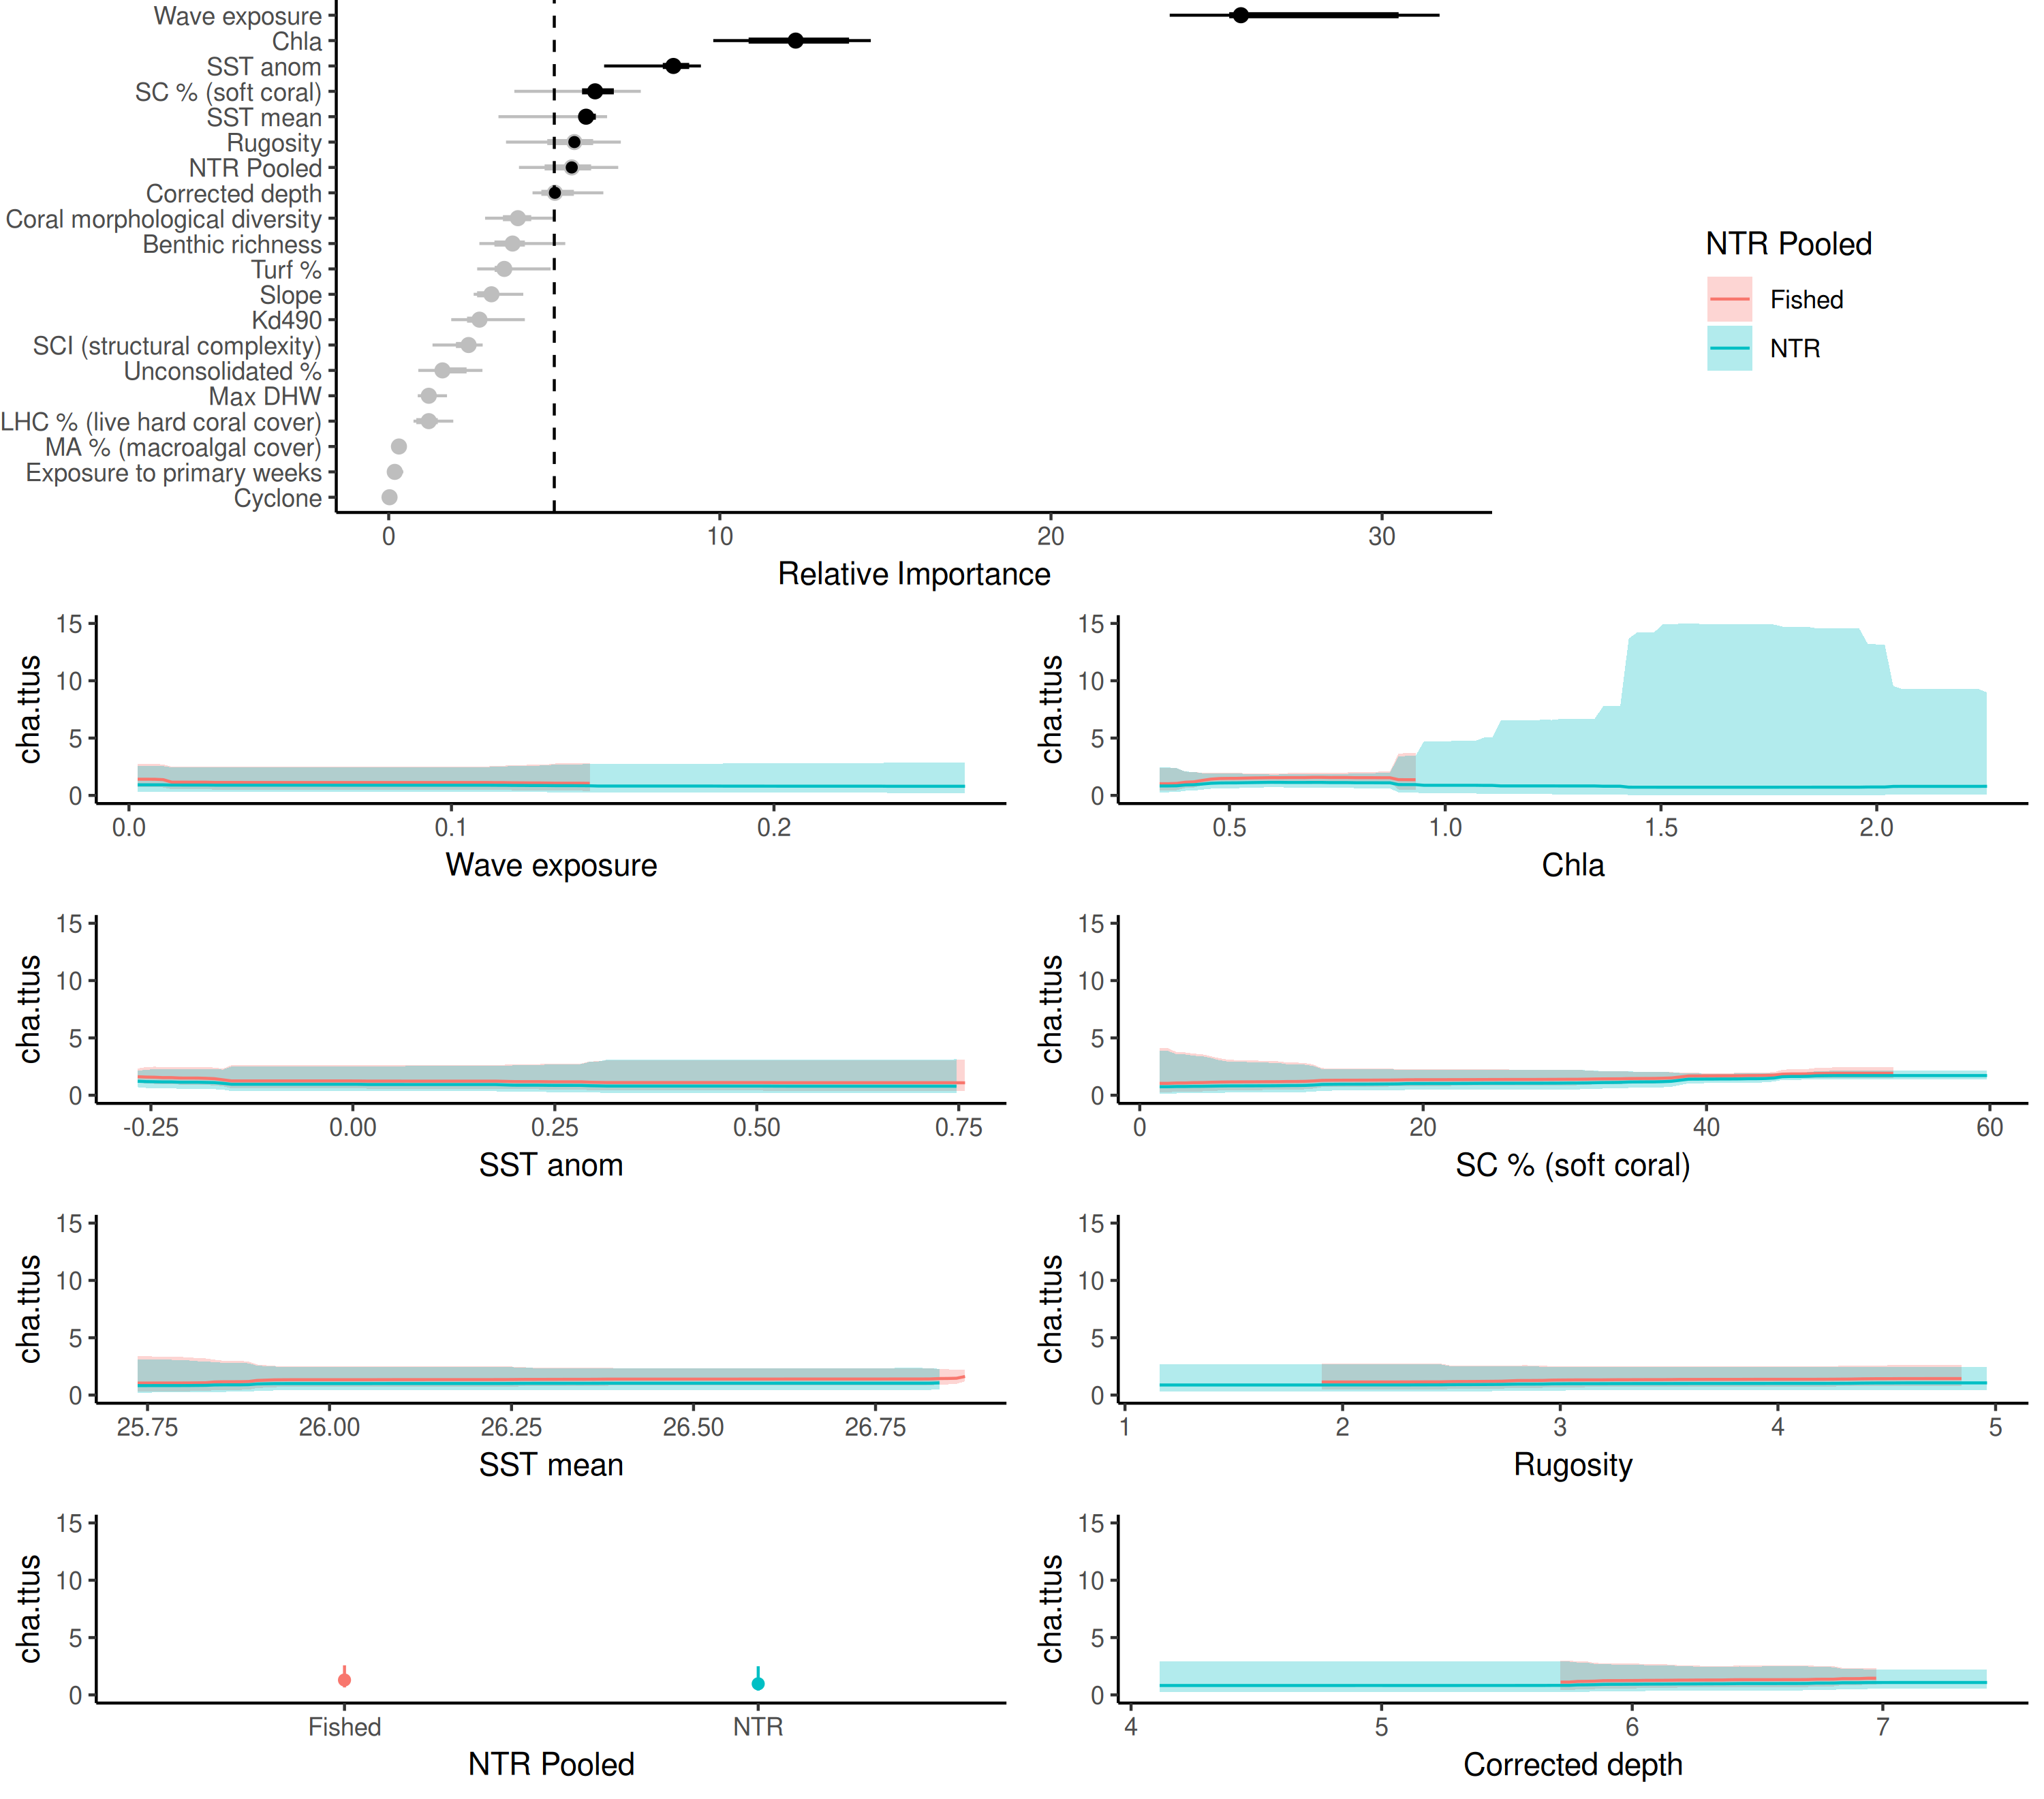 Wave exposure
Chla
SST anom
SC % (soft coral)
SST mean
Rugosity
NTR Pooled
Corrected depth
Coral morphological diversity
Benthic richness
Turf %
Slope
Kd490
SCI (structural complexity)
Unconsolidated %
Max DHW
LHC % (live hard coral cover)
MA % (macroalgal cover)
Exposure to primary weeks
Cyclone
0 10 20 30
Relative Importance
NTR Pooled
Fished
NTR
15
10
5
0
cha.ttus
0.0 0.1 0.2
Wave exposure
15
10
5
0
cha.ttus
0.5 1.0 1.5 2.0
Chla
15
10
5
0
cha.ttus
-0.25 0.00 0.25 0.50 0.75
SST anom
15
10
5
0
cha.ttus
0 20 40 60
SC % (soft coral)
15
10
5
0
cha.ttus
25.75 26.00 26.25 26.50 26.75
SST mean
15
10
5
0
cha.ttus
1 2 3 4 5
Rugosity
15
10
5
0
cha.ttus
Fished NTR
NTR Pooled
15
10
5
0
cha.ttus
4 5 6 7
Corrected depth